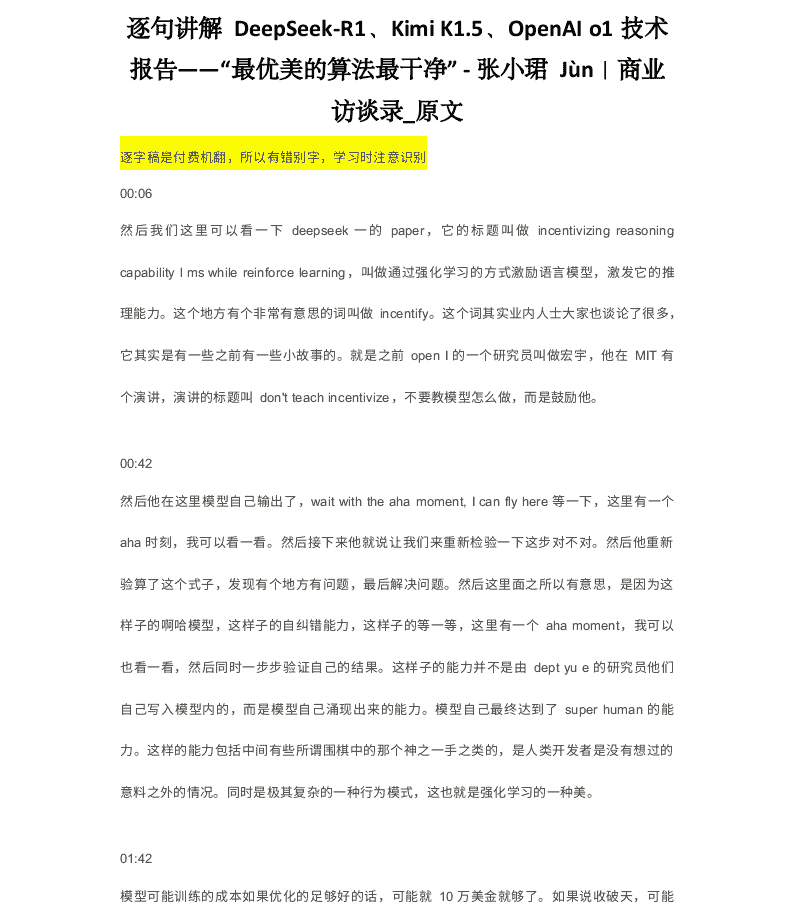 逐句讲解 DeepSeek-R1、Kimi K1.5、OpenAI o1 技术
报告——“最优美的算法最干净” - 张小珺 Jùn｜商业
访谈录_原文
逐字稿是付费机翻，所以有错别字，学习时注意识别
00:06
然后我们这里可以看一下 deepseek 一的 paper，它的标题叫做 incentivizing reasoning
capability l ms while reinforce learning，叫做通过强化学习的方式激励语言模型，激发它的推
理能力。这个地方有个非常有意思的词叫做 incentify。这个词其实业内人士大家也谈论了很多，
它其实是有一些之前有一些小故事的。就是之前 open I 的一个研究员叫做宏宇，他在 MIT 有
个演讲，演讲的标题叫 don't teach incentivize，不要教模型怎么做，而是鼓励他。
00:42
然后他在这里模型自己输出了，wait with the aha moment, I can fly here 等一下，这里有一个
aha 时刻，我可以看一看。然后接下来他就说让我们来重新检验一下这步对不对。然后他重新
验算了这个式子，发现有个地方有问题，最后解决问题。然后这里面之所以有意思，是因为这
样子的啊哈模型，这样子的自纠错能力，这样子的等一等，这里有一个 aha moment，我可以
也看一看，然后同时一步步验证自己的结果。这样子的能力并不是由 dept yu e 的研究员他们
自己写入模型内的，而是模型自己涌现出来的能力。模型自己最终达到了 super human 的能
力。这样的能力包括中间有些所谓围棋中的那个神之一手之类的，是人类开发者是没有想过的
意料之外的情况。同时是极其复杂的一种行为模式，这也就是强化学习的一种美。
01:42
模型可能训练的成本如果优化的足够好的话，可能就 10 万美金就够了。如果说收破天，可能